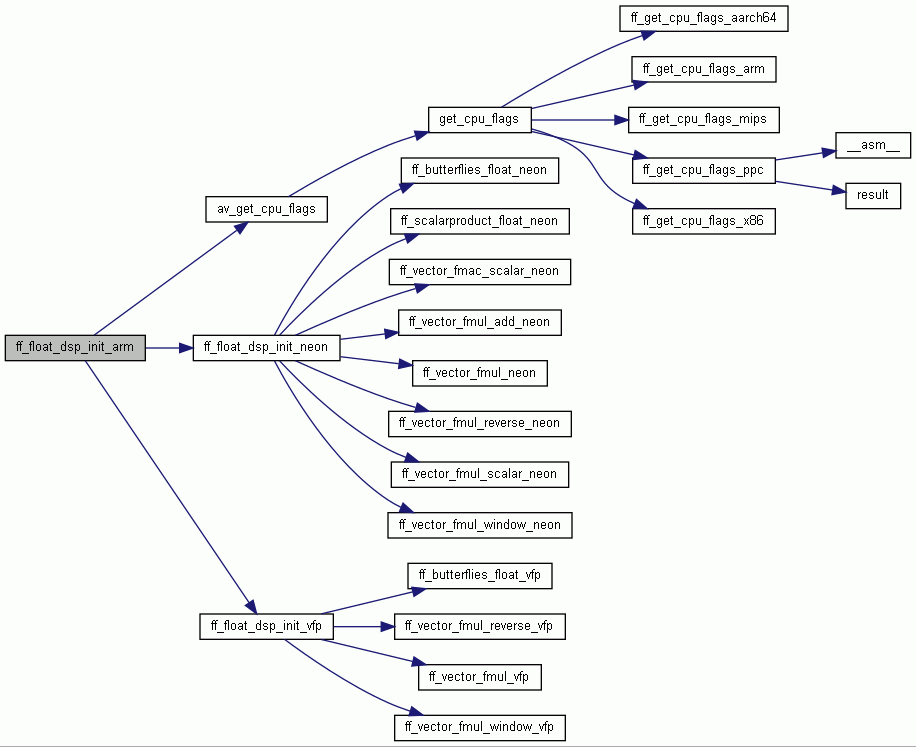 ff_get_cpu_flags_aarch64
ff_get_cpu_flags_arm
get_cpu_flags
ff_get_cpu_flags_mips
__asm__
ff_butterflies_float_neon
ff_get_cpu_flags_ppc
result
av_get_cpu_flags
ff_scalarproduct_float_neon
ff_get_cpu_flags_x86
ff_vector_fmac_scalar_neon
ff_vector_fmul_add_neon
ff_float_dsp_init_arm
ff_float_dsp_init_neon
ff_vector_fmul_neon
ff_vector_fmul_reverse_neon
ff_vector_fmul_scalar_neon
ff_vector_fmul_window_neon
ff_butterflies_float_vfp
ff_float_dsp_init_vfp
ff_vector_fmul_reverse_vfp
ff_vector_fmul_vfp
ff_vector_fmul_window_vfp